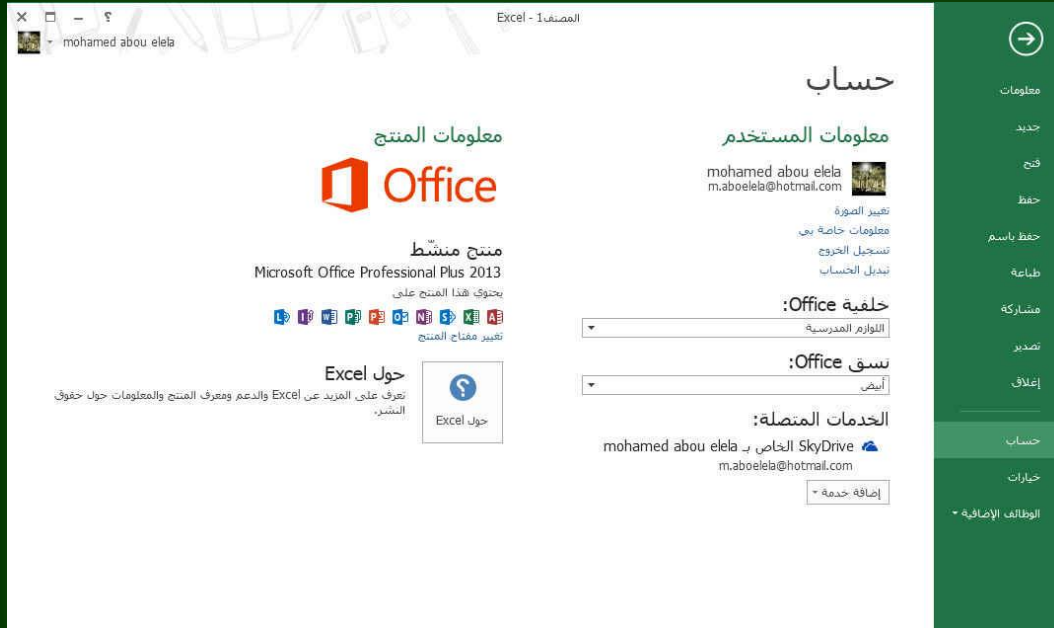 المصنف1 - Excel
؟
mohamed abou elela
معلومات
جديد
فتح
حفظ
حفظ باسم
طباعة
مشاركة
تصدير
إغلاق
حساب
خيارات
الوظائف الإضافية
حساب
معلومات المستخدم
mohamed abou elela
m.aboelela@hotmail.com
تغيير الصورة
معلومات خاصة بي
تسجيل الخروج
تبديل الحساب
خلفية Office:
اللوازم المدرسية
نسق Office:
أبيض
الخدمات المتصلة:
SkyDrive الخاص بـ mohamed abou elela
m.aboelela@hotmail.com
إضافة خدمة
معلومات المنتج
Office
منتج منشّط
Microsoft Office Professional Plus 2013
يحتوي هذا المنتج على
تغيير مفتاح المنتج
حول Excel
حول Excel
تعرف على المزيد عن Excel والدعم ومعرف المنتج والمعلومات حول حقوق
النشر.